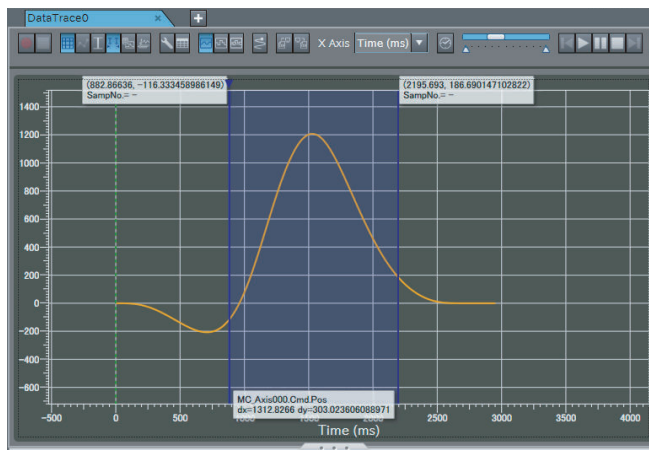 DataTrace0 × +
X Axis Time (ms)
(882.86636, -116.333458986149)
SampNo.= -
(2195.693, 186.690147102822)
SampNo.= -
1400
1200
1000
800
600
400
200
0
-200
-400
-600
MC_Axis000.Cmd.Pos
dx=1312.8266 dy=303.023606088971
-500 0 500 2500 3000 3500 4000
Time (ms)